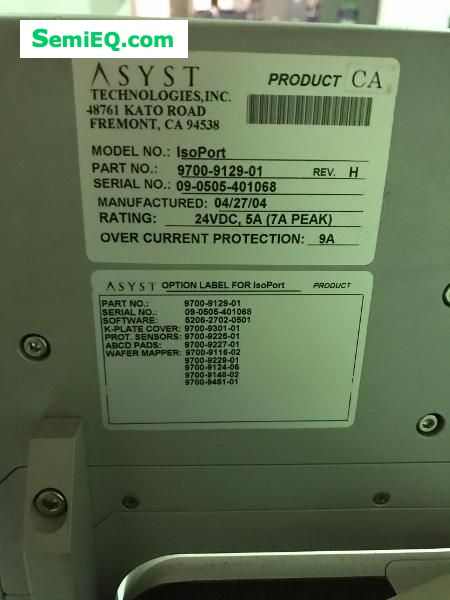 SemiEQ.com
ASYST PRODUCT CA
TECHNOLOGIES, INC.
48761 KATO ROAD
FREMONT, CA 94538
MODEL NO.: IsoPort
PART NO.: 9700-9129-01 REV. H
SERIAL NO.: 09-0505-401068
MANUFACTURED: 04/27/04
RATING: 24VDC, 5A (7A PEAK)
OVER CURRENT PROTECTION: 9A
ASYST OPTION LABEL FOR IsoPort PRODUCT
PART NO.: 9700-9129-01
SERIAL NO.: 09-0505-401068
SOFTWARE: 5206-2702-0501
K-PLATE COVER: 9700-9301-01
PROT. SENSORS: 9700-9225-01
ABCD PADS: 9700-9227-01
WAFER MAPPER: 9700-9116-02
9700-9229-01
9700-9124-06
9700-9148-02
9700-9451-01